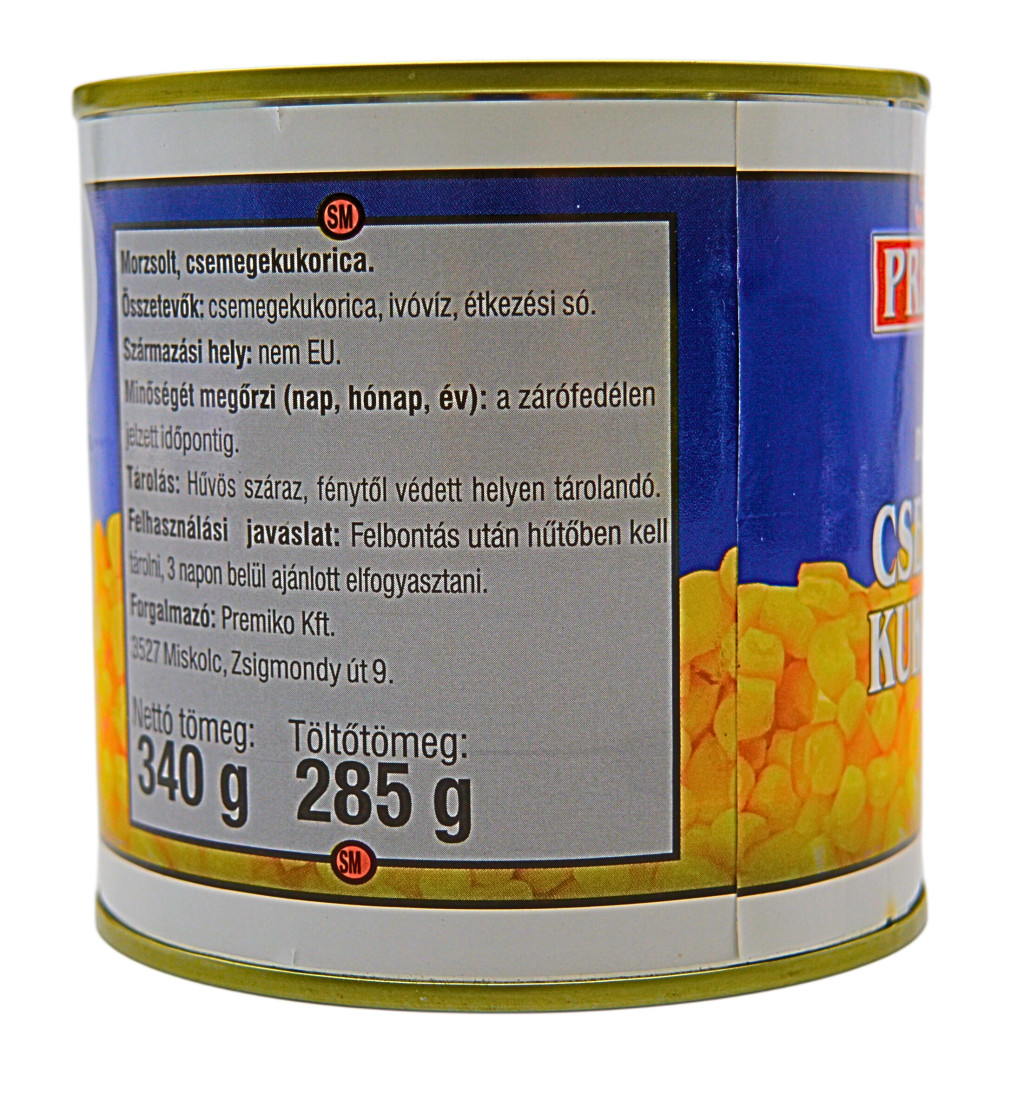 SM
Morzsolt, csemegekukorica.
Összetevők: csemegekukorica, ivóvíz, étkezési só.
Származási hely: nem EU.
Minőségét megőrzi (nap, hónap, év): a zárófedélen
jelzett időpontig.
Tárolás: Hűvös száraz, fénytől védett helyen tárolandó.
Felhasználási javaslat: Felbontás után hűtőben kell
tárolni, 3 napon belül ajánlott elfogyasztani.
Forgalmazó: Premiko Kft.
3527 Miskolc, Zsigmondy út 9.
Nettó tömeg: Töltőtömeg:
340 g 285 g
SM